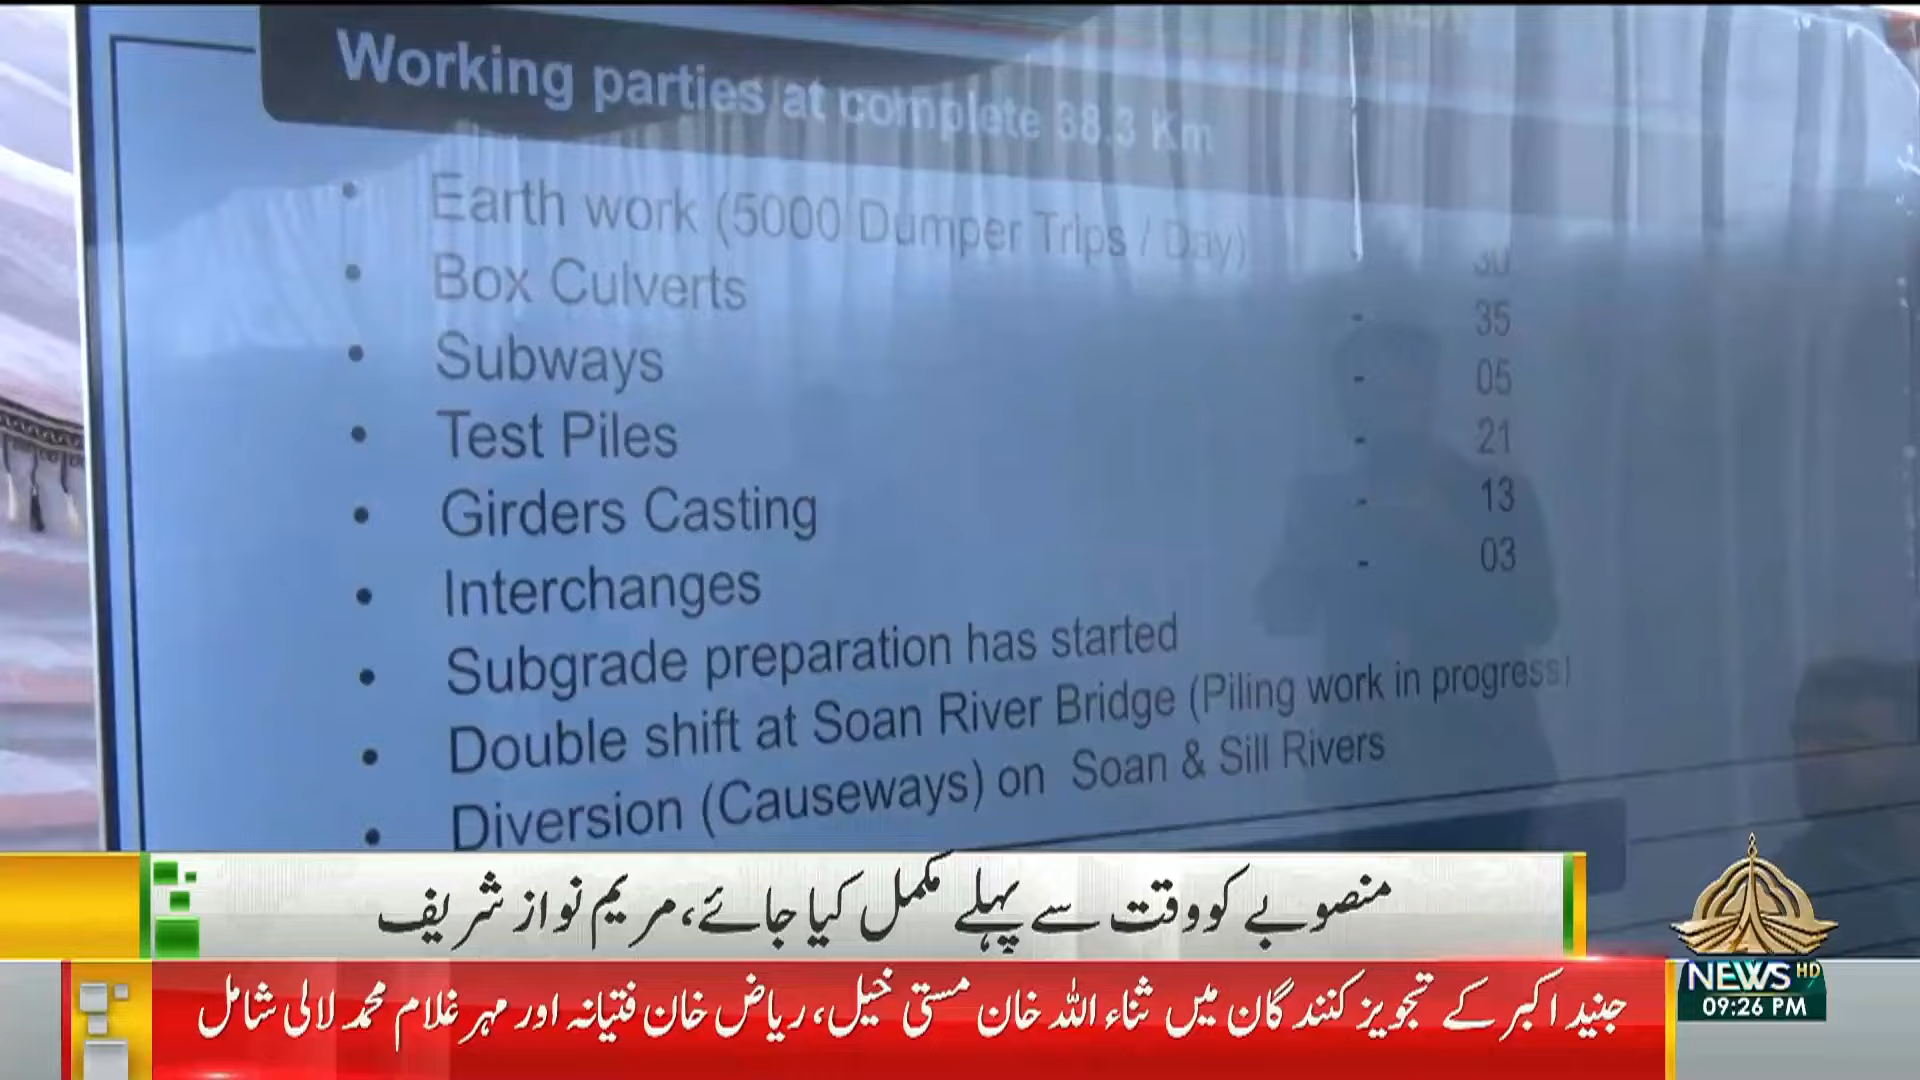 Working parties at complete 38.3 Km
• Earth work (5000 Dumper Trips / Day) 30
• Box Culverts - 35
• Subways - 05
• Test Piles - 21
• Girders Casting - 13
• Interchanges - 03
• Subgrade preparation has started
• Double shift at Soan River Bridge (Piling work in progress)
• Diversion (Causeways) on Soan & Sill Rivers
منصوبے کو وقت سے پہلے مکمل کیا جائے، مریم نواز شریف
جنید اکبر کے تجویز کنندگان میں ثناء اللہ خان مستی خیل، ریاض خان فتیانہ اور مہر غلام محمد لالی شامل
NEWS HD
09:26 PM